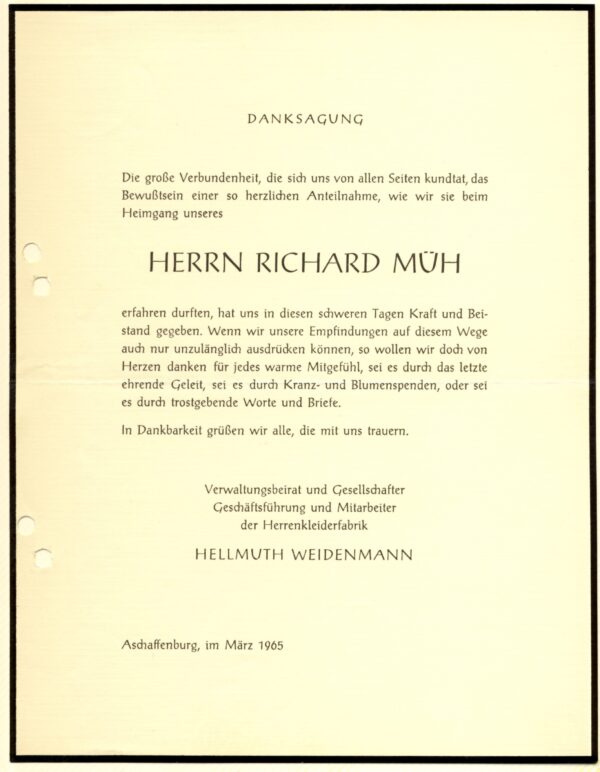 DANKSAGUNG
Die große Verbundenheit, die sich uns von allen Seiten kundtat, das
Bewußtsein einer so herzlichen Anteilnahme, wie wir sie beim
Heimgang unseres
HERRN RICHARD MÜH
erfahren durften, hat uns in diesen schweren Tagen Kraft und Bei-
stand gegeben. Wenn wir unsere Empfindungen auf diesem Wege
auch nur unzulänglich ausdrücken können, so wollen wir doch von
Herzen danken für jedes warme Mitgefühl, sei es durch das letzte
ehrende Geleit, sei es durch Kranz- und Blumenspenden, oder sei
es durch trostgebende Worte und Briefe.
In Dankbarkeit grüßen wir alle, die mit uns trauern.
Verwaltungsbeirat und Gesellschafter
Geschäftsführung und Mitarbeiter
der Herrenkleiderfabrik
HELLMUTH WEIDENMANN
Aschaffenburg, im März 1965